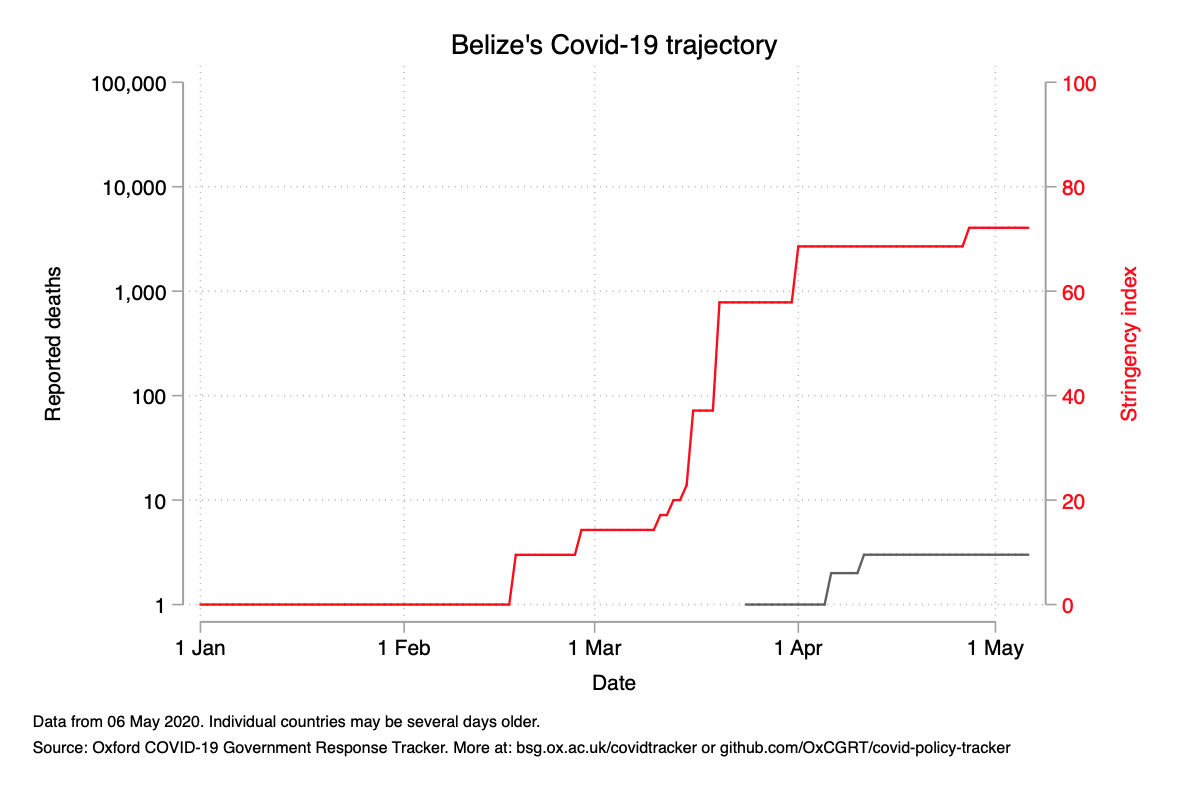 Belize's Covid-19 trajectory
100,000
10,000
1,000
100
10
1
Reported deaths
100
80
60
40
20
0
Stringency index
1 Jan
1 Feb
1 Mar
1 Apr
1 May
Date
Data from 06 May 2020. Individual countries may be several days older.
Source: Oxford COVID-19 Government Response Tracker. More at: bsg.ox.ac.uk/covidtracker or github.com/OxCGRT/covid-policy-tracker